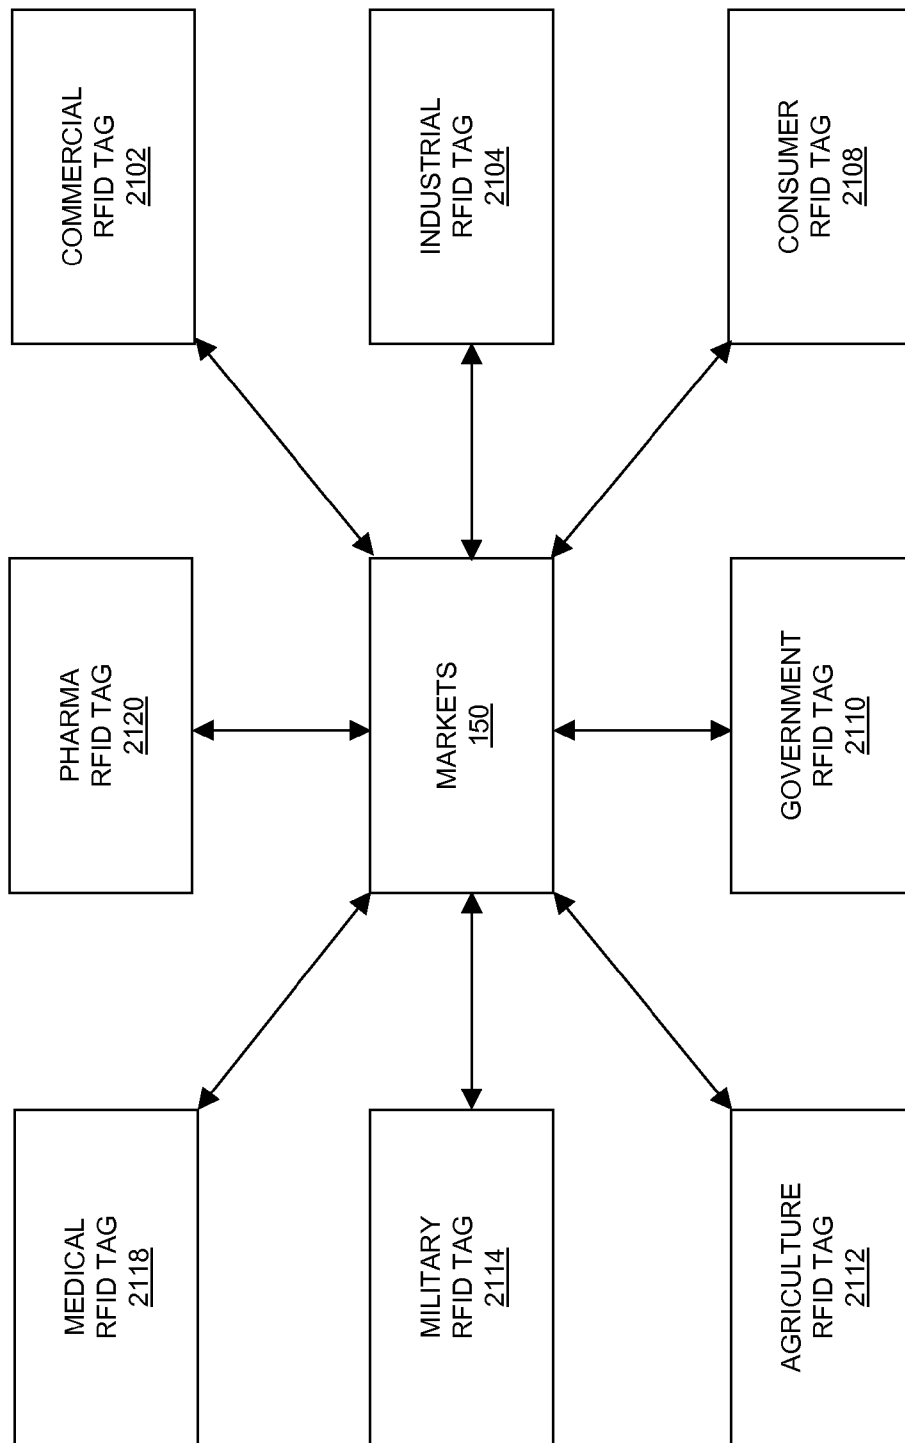 MEDICAL
RFID TAG
2118
PHARMA
RFID TAG
2120
COMMERCIAL
RFID TAG
2102
MILITARY
RFID TAG
2114
MARKETS
150
INDUSTRIAL
RFID TAG
2104
AGRICULTURE
RFID TAG
2112
GOVERNMENT
RFID TAG
2110
CONSUMER
RFID TAG
2108